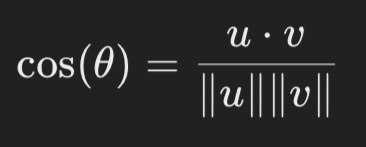 cos(θ) = u · v / ‖u‖‖v‖